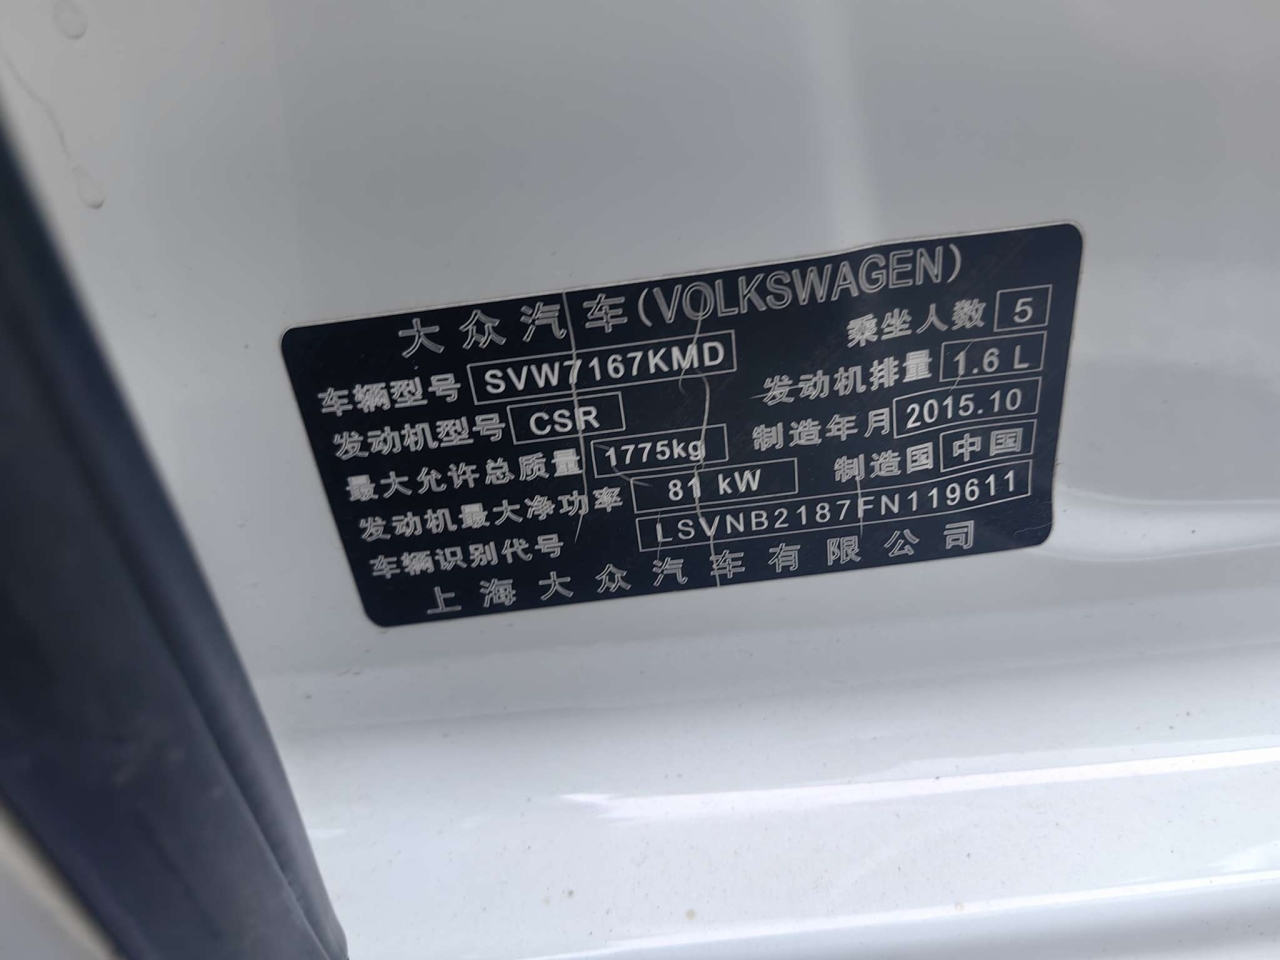 大众汽车(VOLKSWAGEN)
车辆型号 SVW7167KMD 乘坐人数 5
发动机型号 CSR 发动机排量 1.6 L
最大允许总质量 1775kg 制造年月 2015.10
发动机最大净功率 81 kW 制造国 中国
车辆识别代号 LSVNB2187FN119611
上海大众汽车有限公司